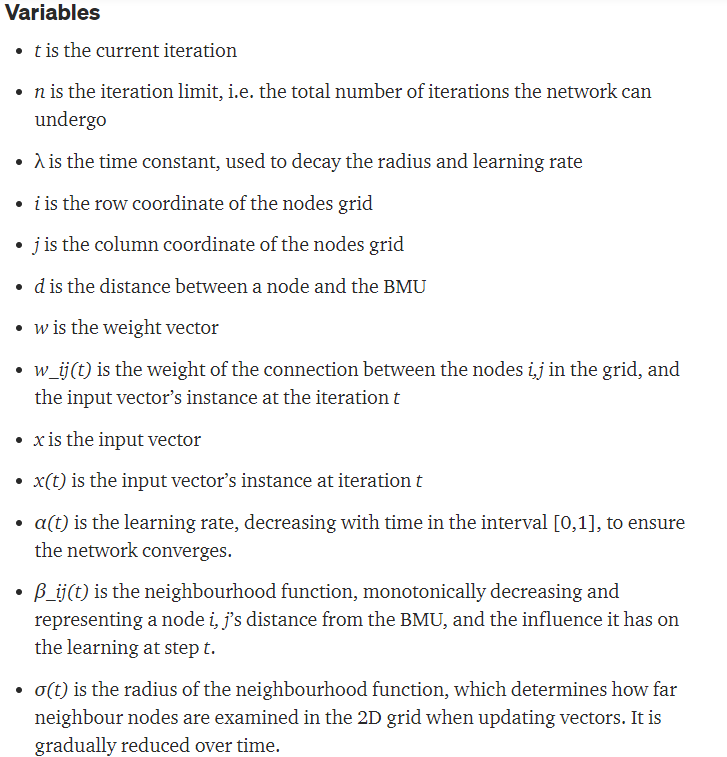 Variables
• t is the current iteration
• n is the iteration limit, i.e. the total number of iterations the network can
undergo
• λ is the time constant, used to decay the radius and learning rate
• i is the row coordinate of the nodes grid
• j is the column coordinate of the nodes grid
• d is the distance between a node and the BMU
• w is the weight vector
• w_ij(t) is the weight of the connection between the nodes i,j in the grid, and
the input vector’s instance at the iteration t
• x is the input vector
• x(t) is the input vector’s instance at iteration t
• α(t) is the learning rate, decreasing with time in the interval [0,1], to ensure
the network converges.
• β_ij(t) is the neighbourhood function, monotonically decreasing and
representing a node i, j’s distance from the BMU, and the influence it has on
the learning at step t.
• σ(t) is the radius of the neighbourhood function, which determines how far
neighbour nodes are examined in the 2D grid when updating vectors. It is
gradually reduced over time.